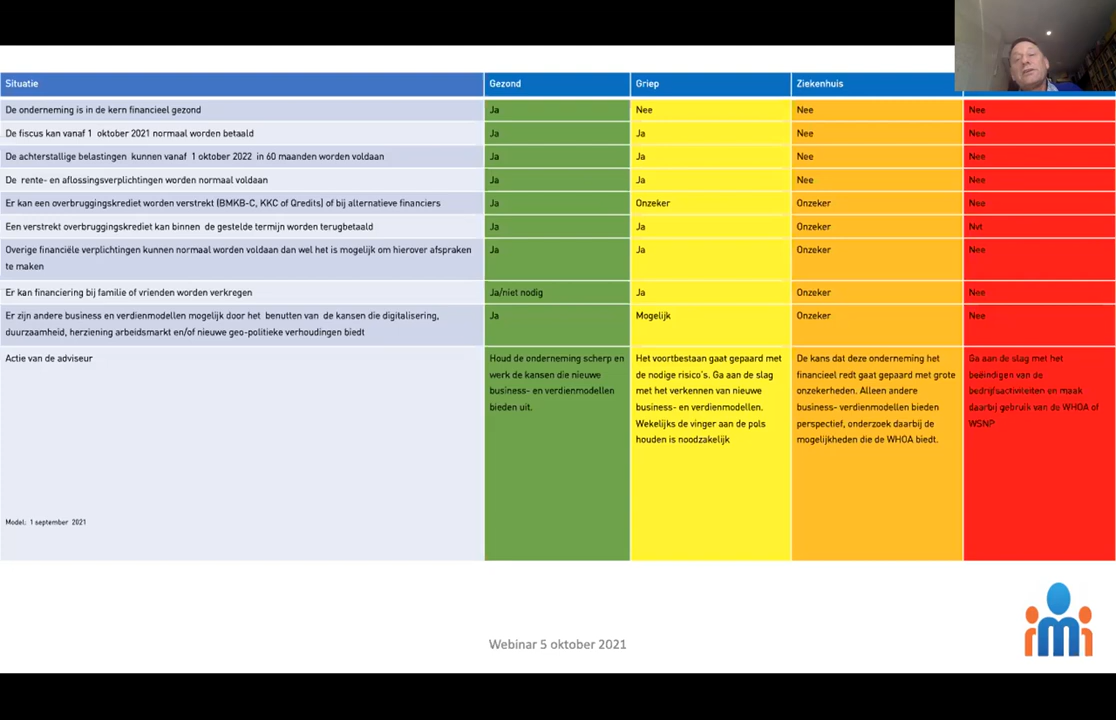 Situatie Gezond Griep Ziekenhuis
De onderneming is in de kern financieel gezond Ja Nee Nee Nee
De fiscus kan vanaf 1 oktober 2021 normaal worden betaald Ja Ja Nee Nee
De achterstallige belastingen kunnen vanaf 1 oktober 2022 in 60 maanden worden voldaan Ja Ja Nee Nee
De rente- en aflossingsverplichtingen worden normaal voldaan Ja Ja Nee Nee
Er kan een overbruggingskrediet worden verstrekt (BMKB-C, KKC of Qredits) of bij alternatieve financiers Ja Onzeker Onzeker Nee
Een verstrekt overbruggingskrediet kan binnen de gestelde termijn worden terugbetaald Ja Ja Onzeker Nvt
Overige financiële verplichtingen kunnen normaal worden voldaan dan wel het is mogelijk om hierover afspraken Ja Ja Onzeker Nee
te maken
Er kan financiering bij familie of vrienden worden verkregen Ja/niet nodig Ja Onzeker Nee
Er zijn andere business en verdienmodellen mogelijk door het benutten van de kansen die digitalisering, Ja Mogelijk Onzeker Nee
duurzaamheid, herziening arbeidsmarkt en/of nieuwe geo-politieke verhoudingen biedt
Actie van de adviseur
Houd de onderneming scherp en
werk de kansen die nieuwe
business- en verdienmodellen
bieden uit.
Het voortbestaan gaat gepaard met
de nodige risico's. Ga aan de slag
met het verkennen van nieuwe
business- en verdienmodellen.
Wekelijks de vinger aan de pols
houden is noodzakelijk
De kans dat deze onderneming het
financieel redt gaat gepaard met grote
onzekerheden. Alleen andere
business- verdienmodellen bieden
perspectief, onderzoek daarbij de
mogelijkheden die de WHOA biedt.
Ga aan de slag met het
beëindigen van de
bedrijfsactiviteiten en maak
daarbij gebruik van de WHOA of
WSNP
Model: 1 september 2021
Webinar 5 oktober 2021